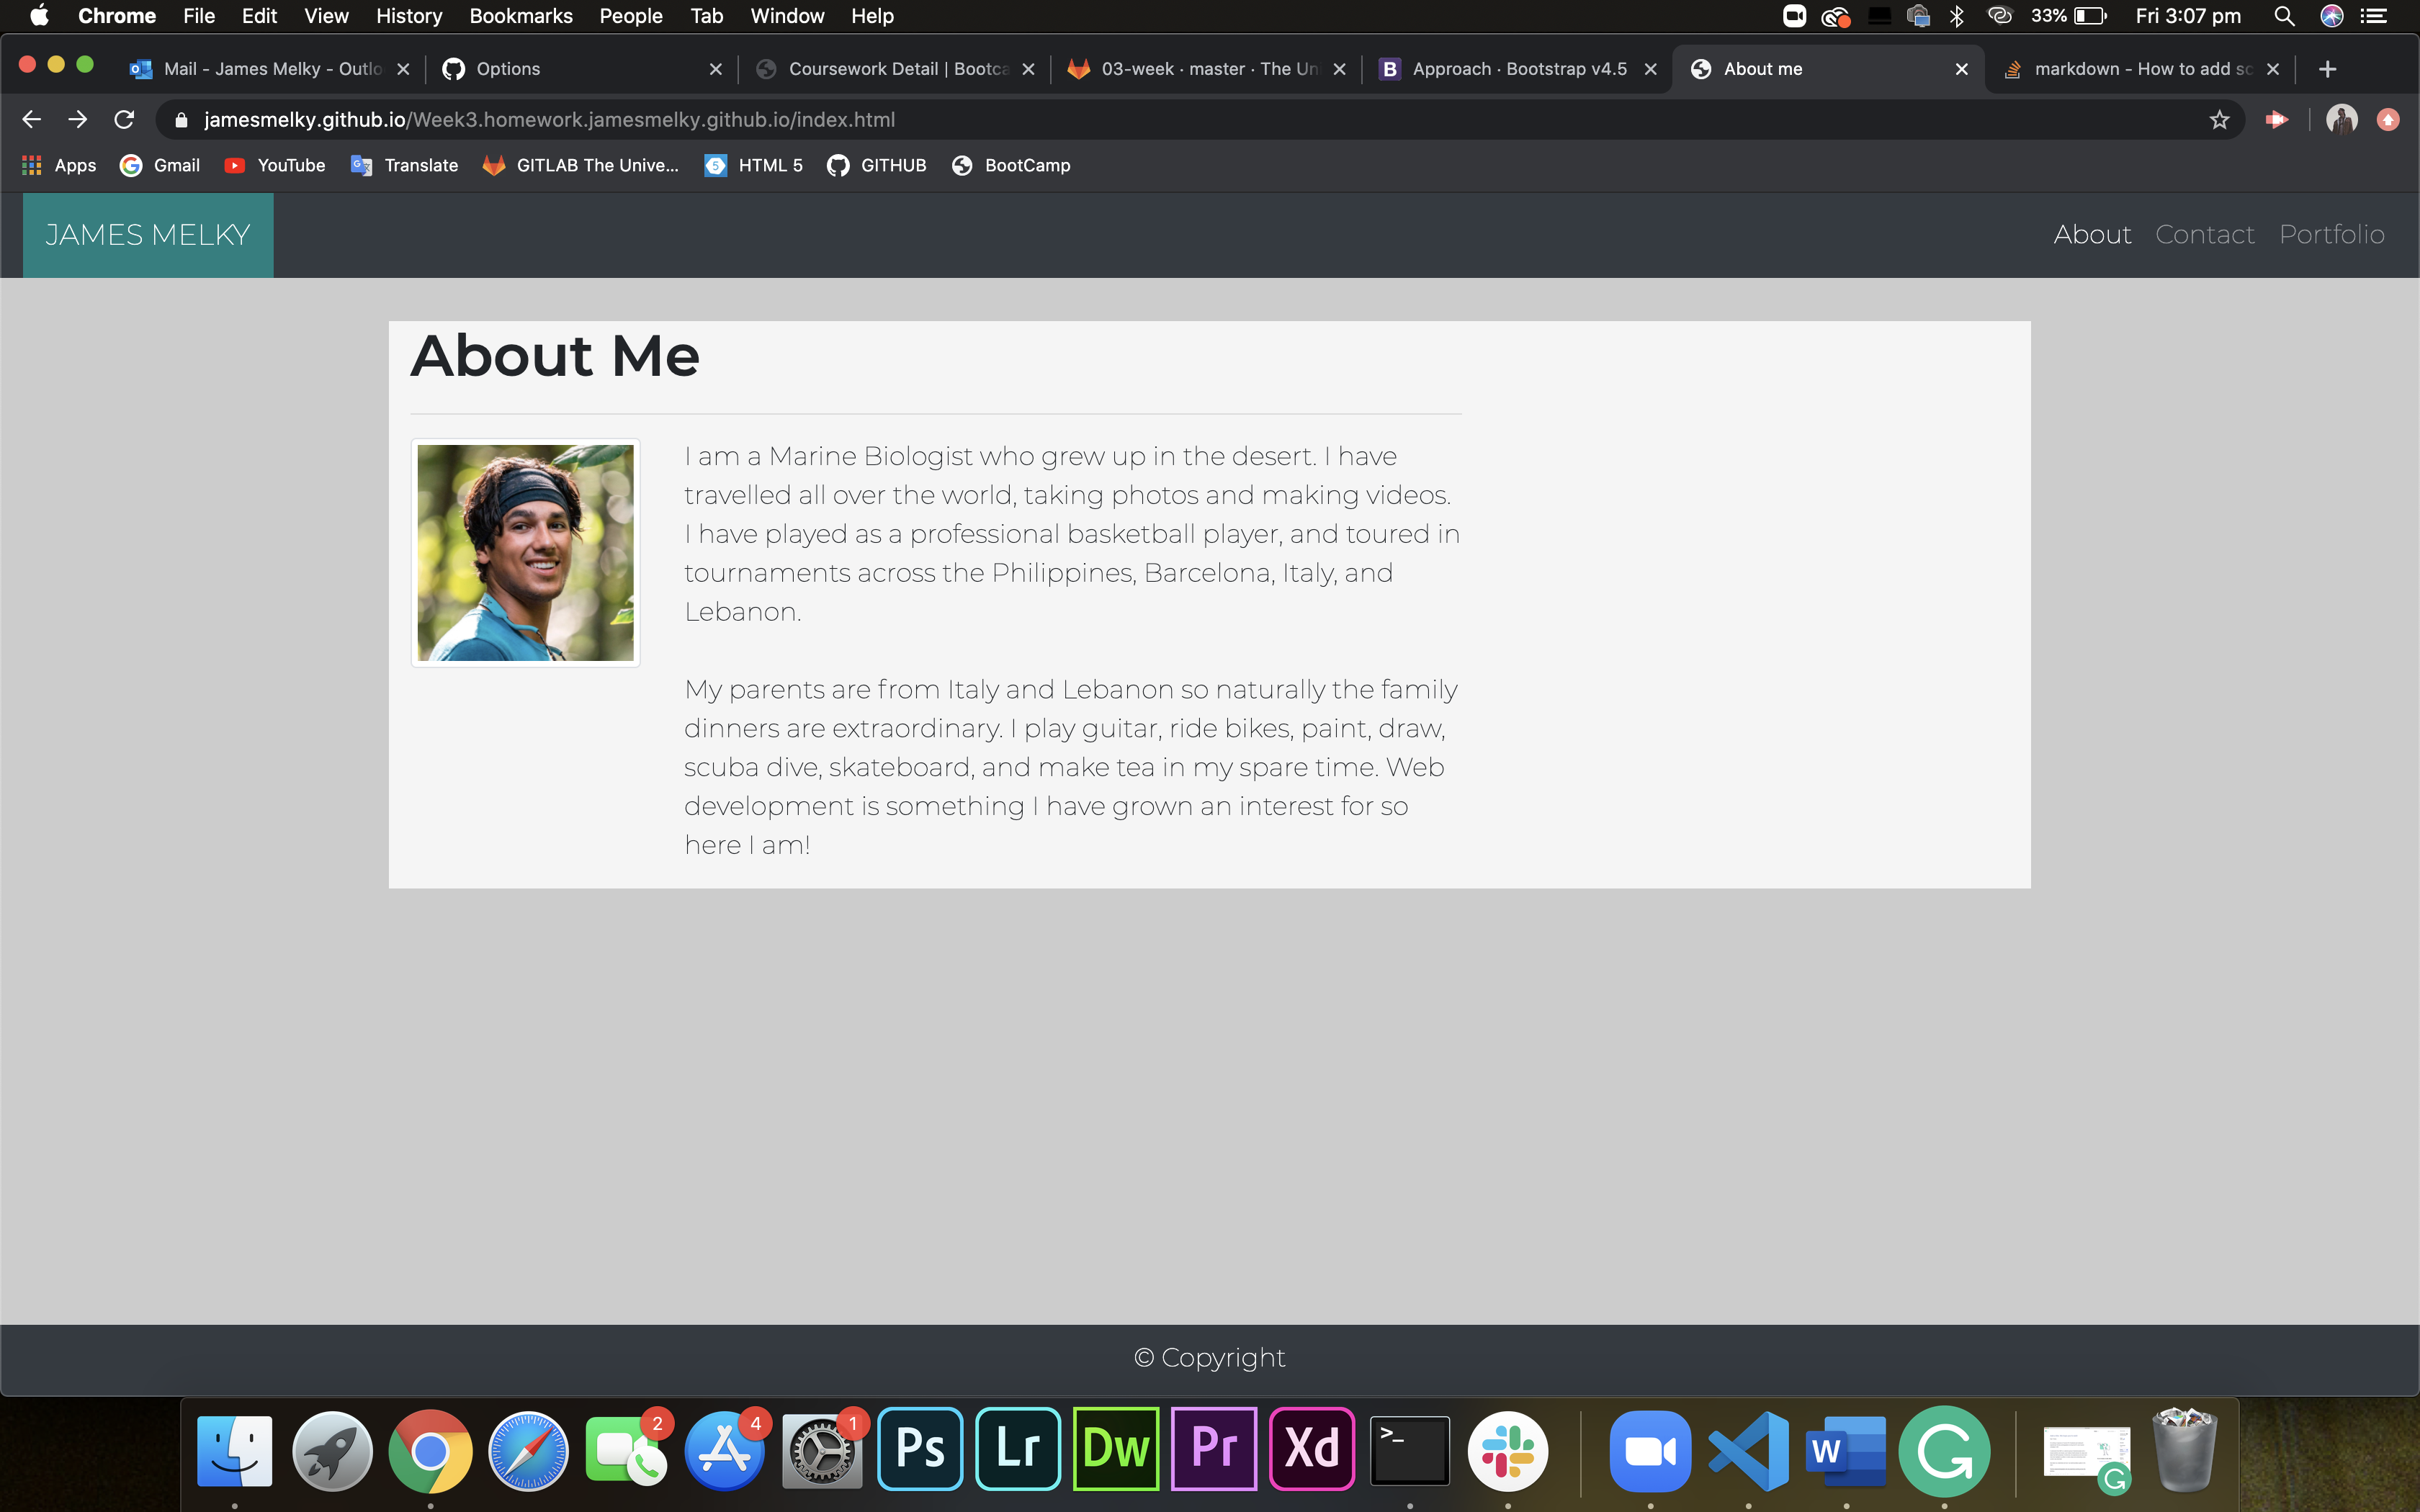 Chrome File Edit View History Bookmarks People Tab Window Help 33% Fri 3:07 pm
Mail - James Melky - Outlo Options Coursework Detail | Bootca 03-week · master · The Un Approach · Bootstrap v4.5 About me markdown - How to add sc
jamesmelky.github.io/Week3.homework.jamesmelky.github.io/index.html
Apps Gmail YouTube Translate GITLAB The Unive... HTML 5 GITHUB BootCamp
JAMES MELKY About Contact Portfolio
About Me
I am a Marine Biologist who grew up in the desert. I have
travelled all over the world, taking photos and making videos.
I have played as a professional basketball player, and toured in
tournaments across the Philippines, Barcelona, Italy, and
Lebanon.
My parents are from Italy and Lebanon so naturally the family
dinners are extraordinary. I play guitar, ride bikes, paint, draw,
scuba dive, skateboard, and make tea in my spare time. Web
development is something I have grown an interest for so
here I am!
© Copyright
2 4 1 Ps Lr Dw Pr Xd >_ W G